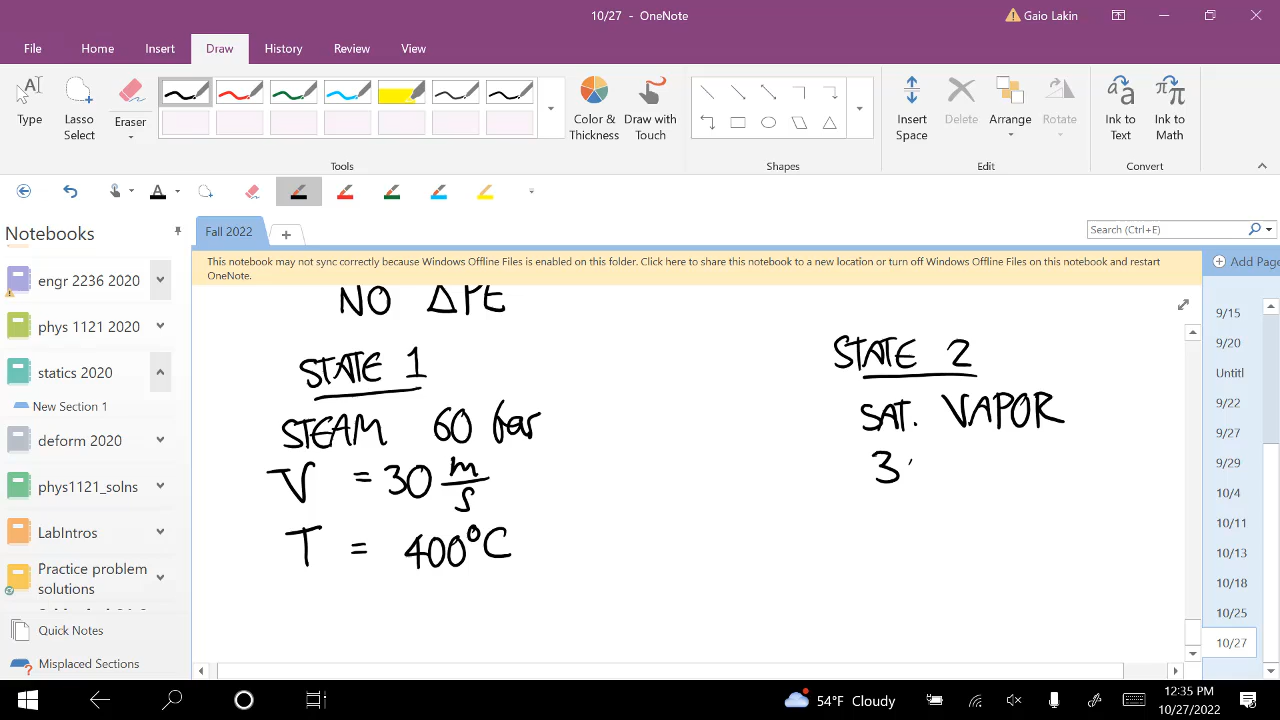 10/27 - OneNote
Gaio Lakin
File Home Insert Draw History Review View
Type
Lasso Select
Eraser
Color & Thickness
Draw with Touch
Insert Space
Delete
Arrange
Rotate
Ink to Text
Ink to Math
Tools
Shapes
Edit
Convert
Notebooks
Fall 2022
Search (Ctrl+E)
This notebook may not sync correctly because Windows Offline Files is enabled on this folder. Click here to share this notebook to a new location or turn off Windows Offline Files on this notebook and restart
OneNote.
Add Page
engr 2236 2020
phys 1121 2020
statics 2020
New Section 1
deform 2020
phys1121_solns
LabIntros
Practice problem
solutions
Quick Notes
Misplaced Sections
NO ΔPE
STATE 1
STEAM 60 bar
V = 30 m/s
T = 400°C
STATE 2
SAT. VAPOR
3
9/15
9/20
Untitl
9/22
9/27
9/29
10/4
10/11
10/13
10/18
10/25
10/27
54°F Cloudy
12:35 PM
10/27/2022